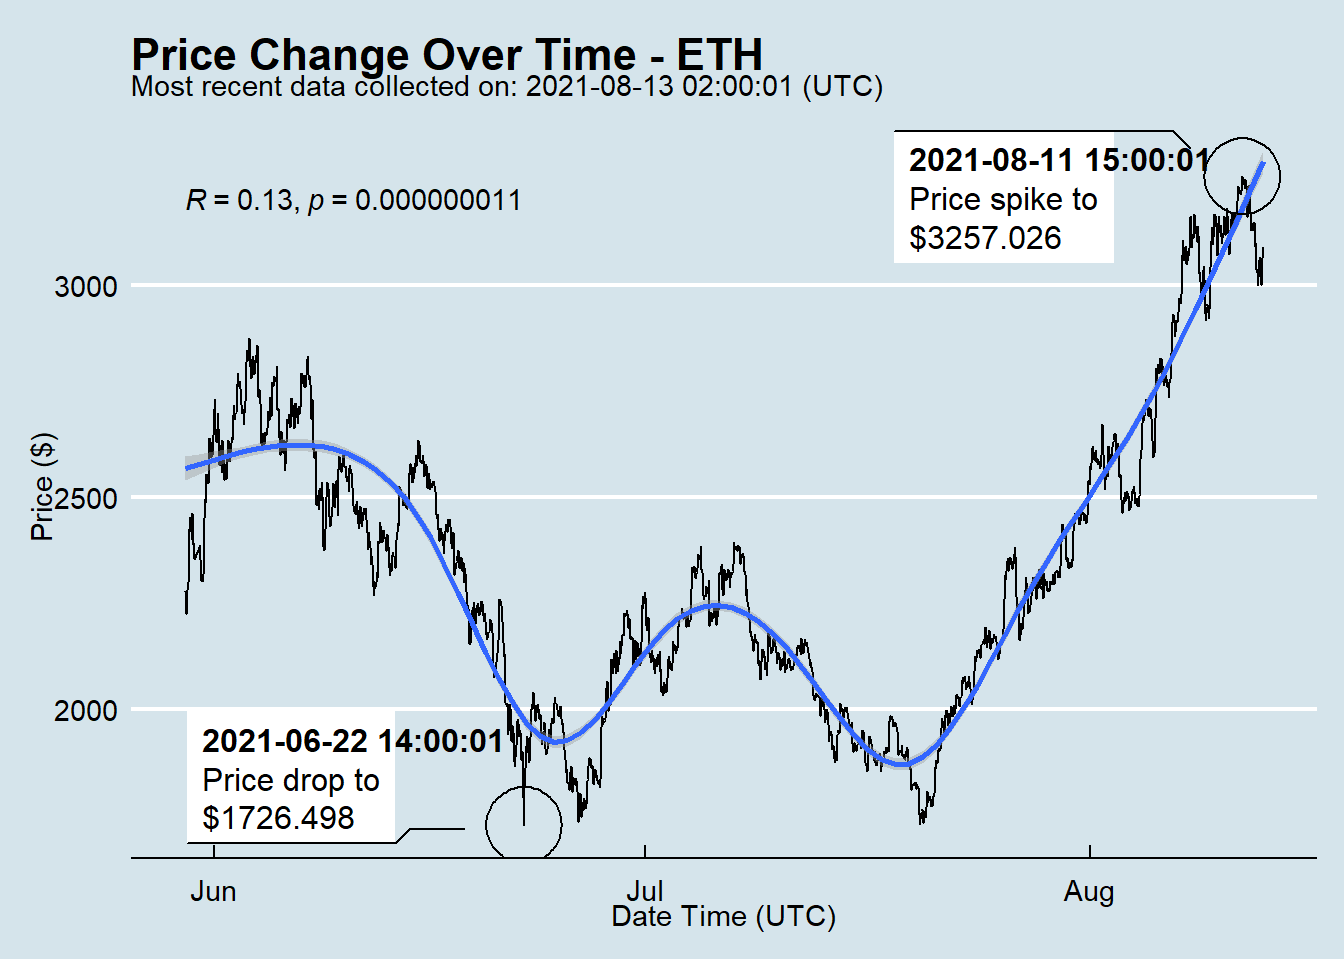 Price Change Over Time - ETH
Most recent data collected on: 2021-08-13 02:00:01 (UTC)
2021-08-11 15:00:01
Price spike to
$3257.026
R = 0.13, p = 0.000000011
3000
2500
2000
Price ($)
2021-06-22 14:00:01
Price drop to
$1726.498
Jun
Jul
Aug
Date Time (UTC)